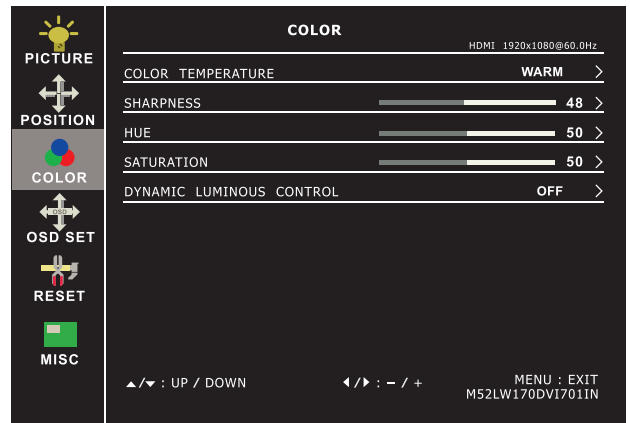 PICTURE
POSITION
COLOR
OSD
OSD SET
RESET
MISC
COLOR
HDMI 1920x1080@60.0Hz
COLOR TEMPERATURE WARM >
SHARPNESS 48 >
HUE 50 >
SATURATION 50 >
DYNAMIC LUMINOUS CONTROL OFF >
▲/▼ : UP / DOWN ◀/▶ : − / + MENU : EXIT
M52LW170DVI701IN